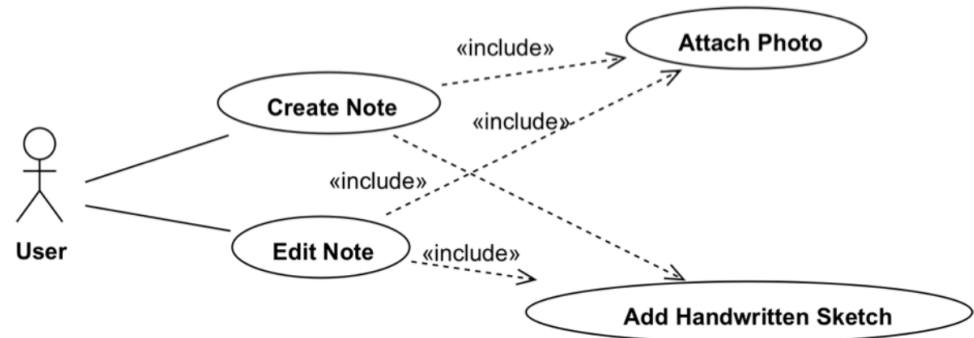 «include»
Attach Photo
Create Note
«include»
«include»
User
Edit Note
«include»
Add Handwritten Sketch